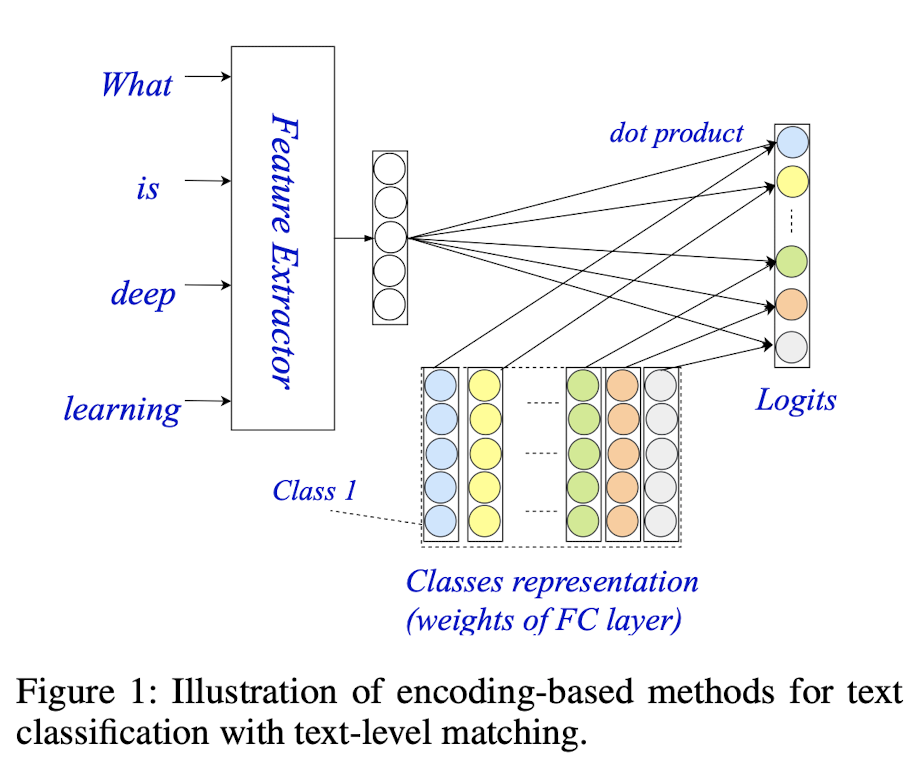 What
is
deep
learning
Feature Extractor
dot product
Logits
Class 1
Classes representation
(weights of FC layer)
Figure 1: Illustration of encoding-based methods for text
classification with text-level matching.